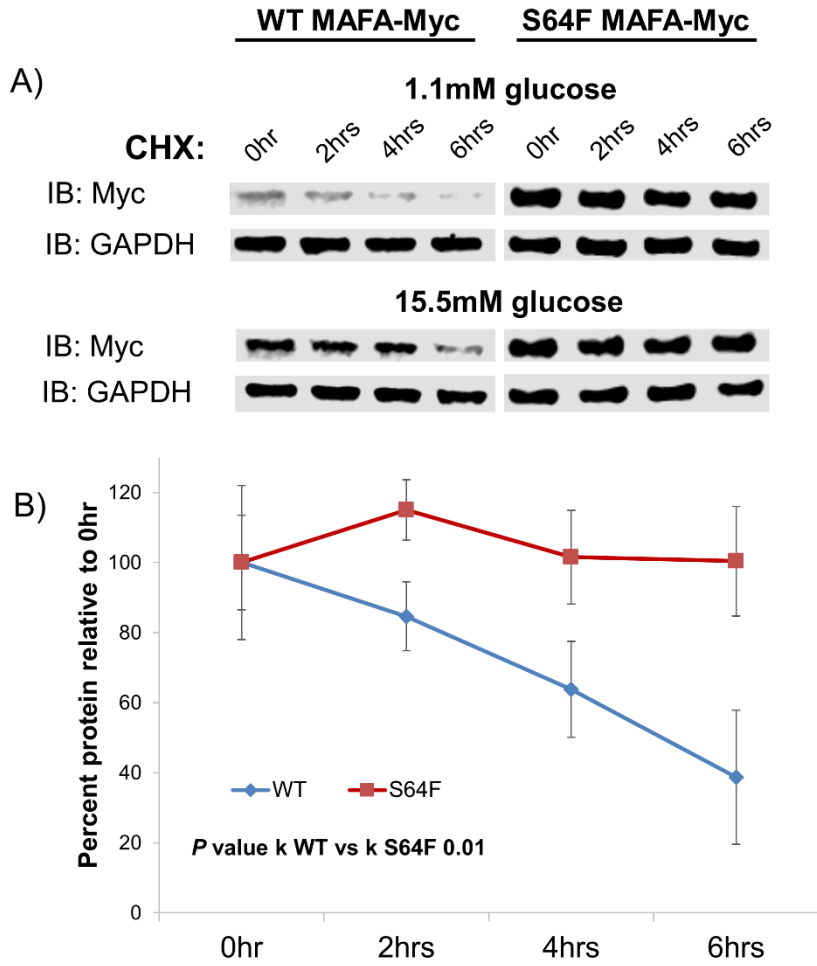 WT MAFA-Myc S64F MAFA-Myc
A)
1.1mM glucose
CHX: 0hr 2hrs 4hrs 6hrs 0hr 2hrs 4hrs 6hrs
IB: Myc
IB: GAPDH
15.5mM glucose
IB: Myc
IB: GAPDH
B)
Percent protein relative to 0hr
120
100
80
60
40
20
0
WT S64F
P value k WT vs k S64F 0.01
0hr 2hrs 4hrs 6hrs